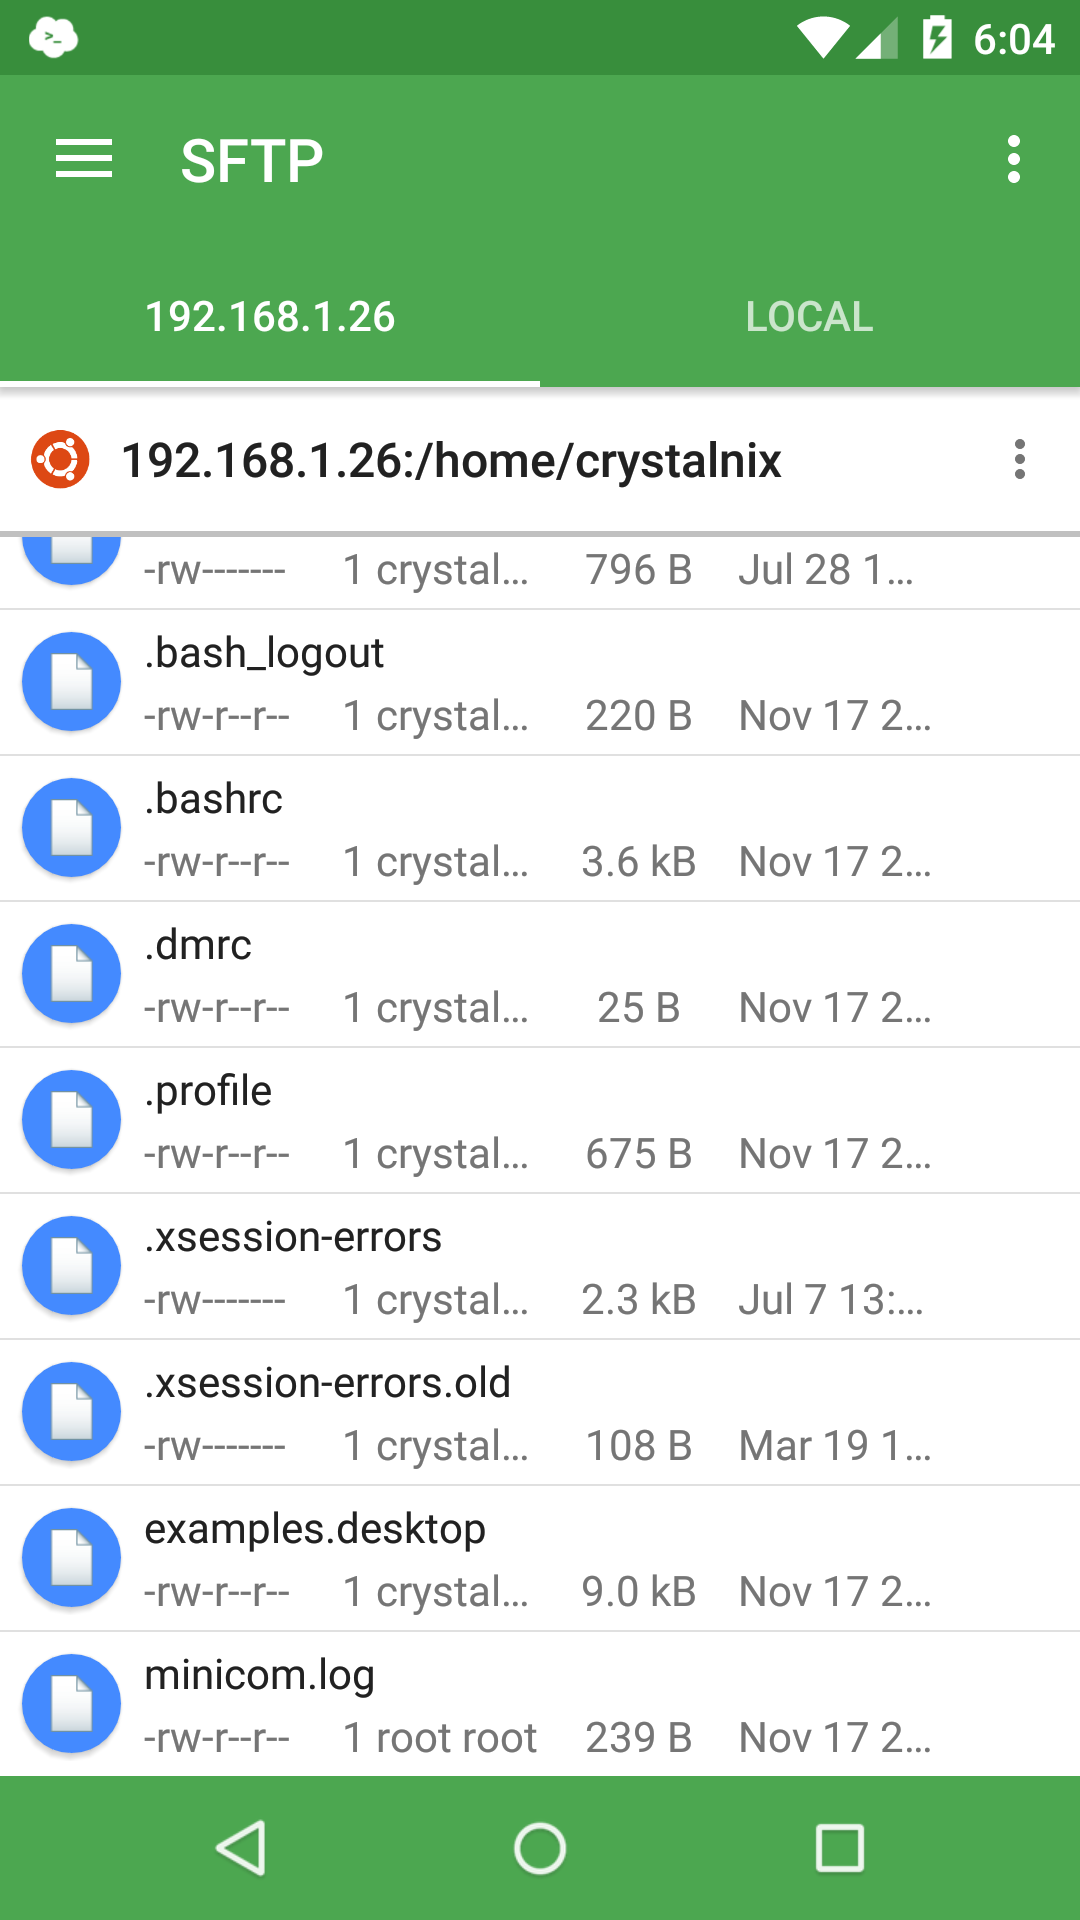 6:04
SFTP
192.168.1.26 LOCAL
192.168.1.26:/home/crystalnix
-rw------- 1 crystal... 796 B Jul 28 1...
.bash_logout
-rw-r--r-- 1 crystal... 220 B Nov 17 2...
.bashrc
-rw-r--r-- 1 crystal... 3.6 kB Nov 17 2...
.dmrc
-rw-r--r-- 1 crystal... 25 B Nov 17 2...
.profile
-rw-r--r-- 1 crystal... 675 B Nov 17 2...
.xsession-errors
-rw------- 1 crystal... 2.3 kB Jul 7 13:...
.xsession-errors.old
-rw------- 1 crystal... 108 B Mar 19 1...
examples.desktop
-rw-r--r-- 1 crystal... 9.0 kB Nov 17 2...
minicom.log
-rw-r--r-- 1 root root 239 B Nov 17 2...